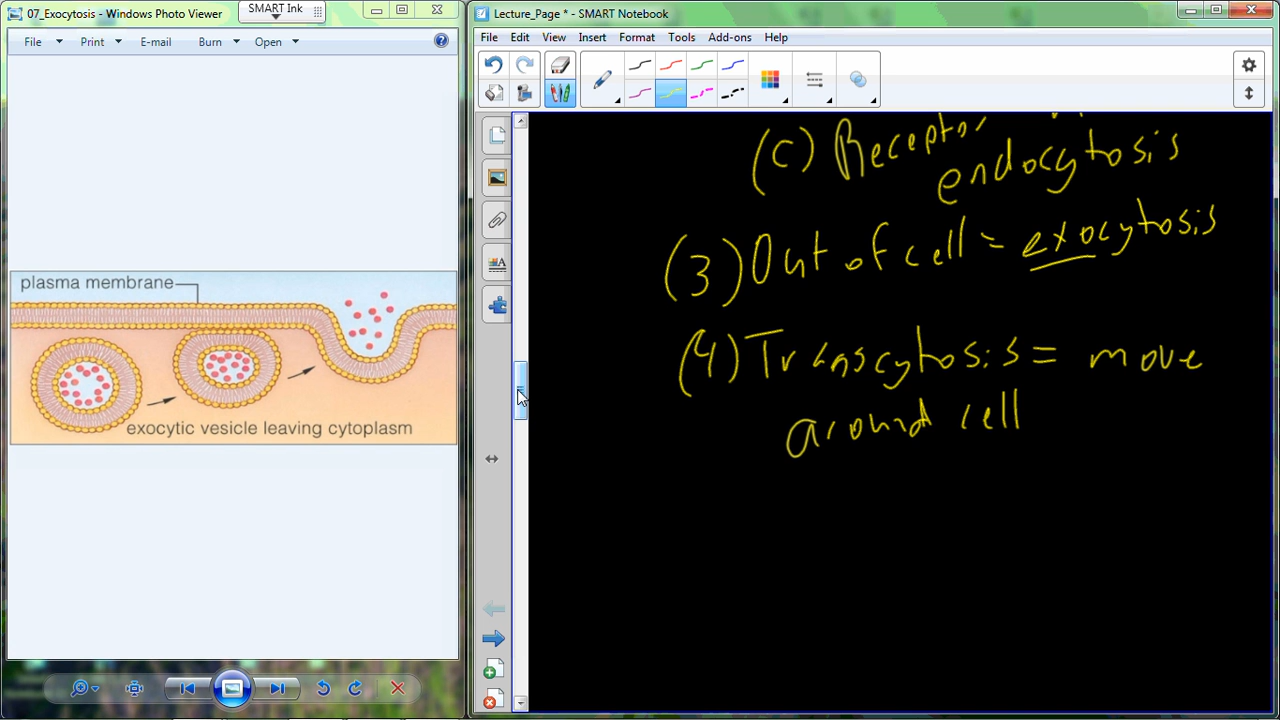 07_Exocytosis - Windows Photo Viewer
SMART Ink
File Print E-mail Burn Open
plasma membrane
exocytic vesicle leaving cytoplasm
Lecture_Page * - SMART Notebook
File Edit View Insert Format Tools Add-ons Help
(C) Receptor
endocytosis
(3) Out of cell = exocytosis
(4) Transcytosis = move
around cell